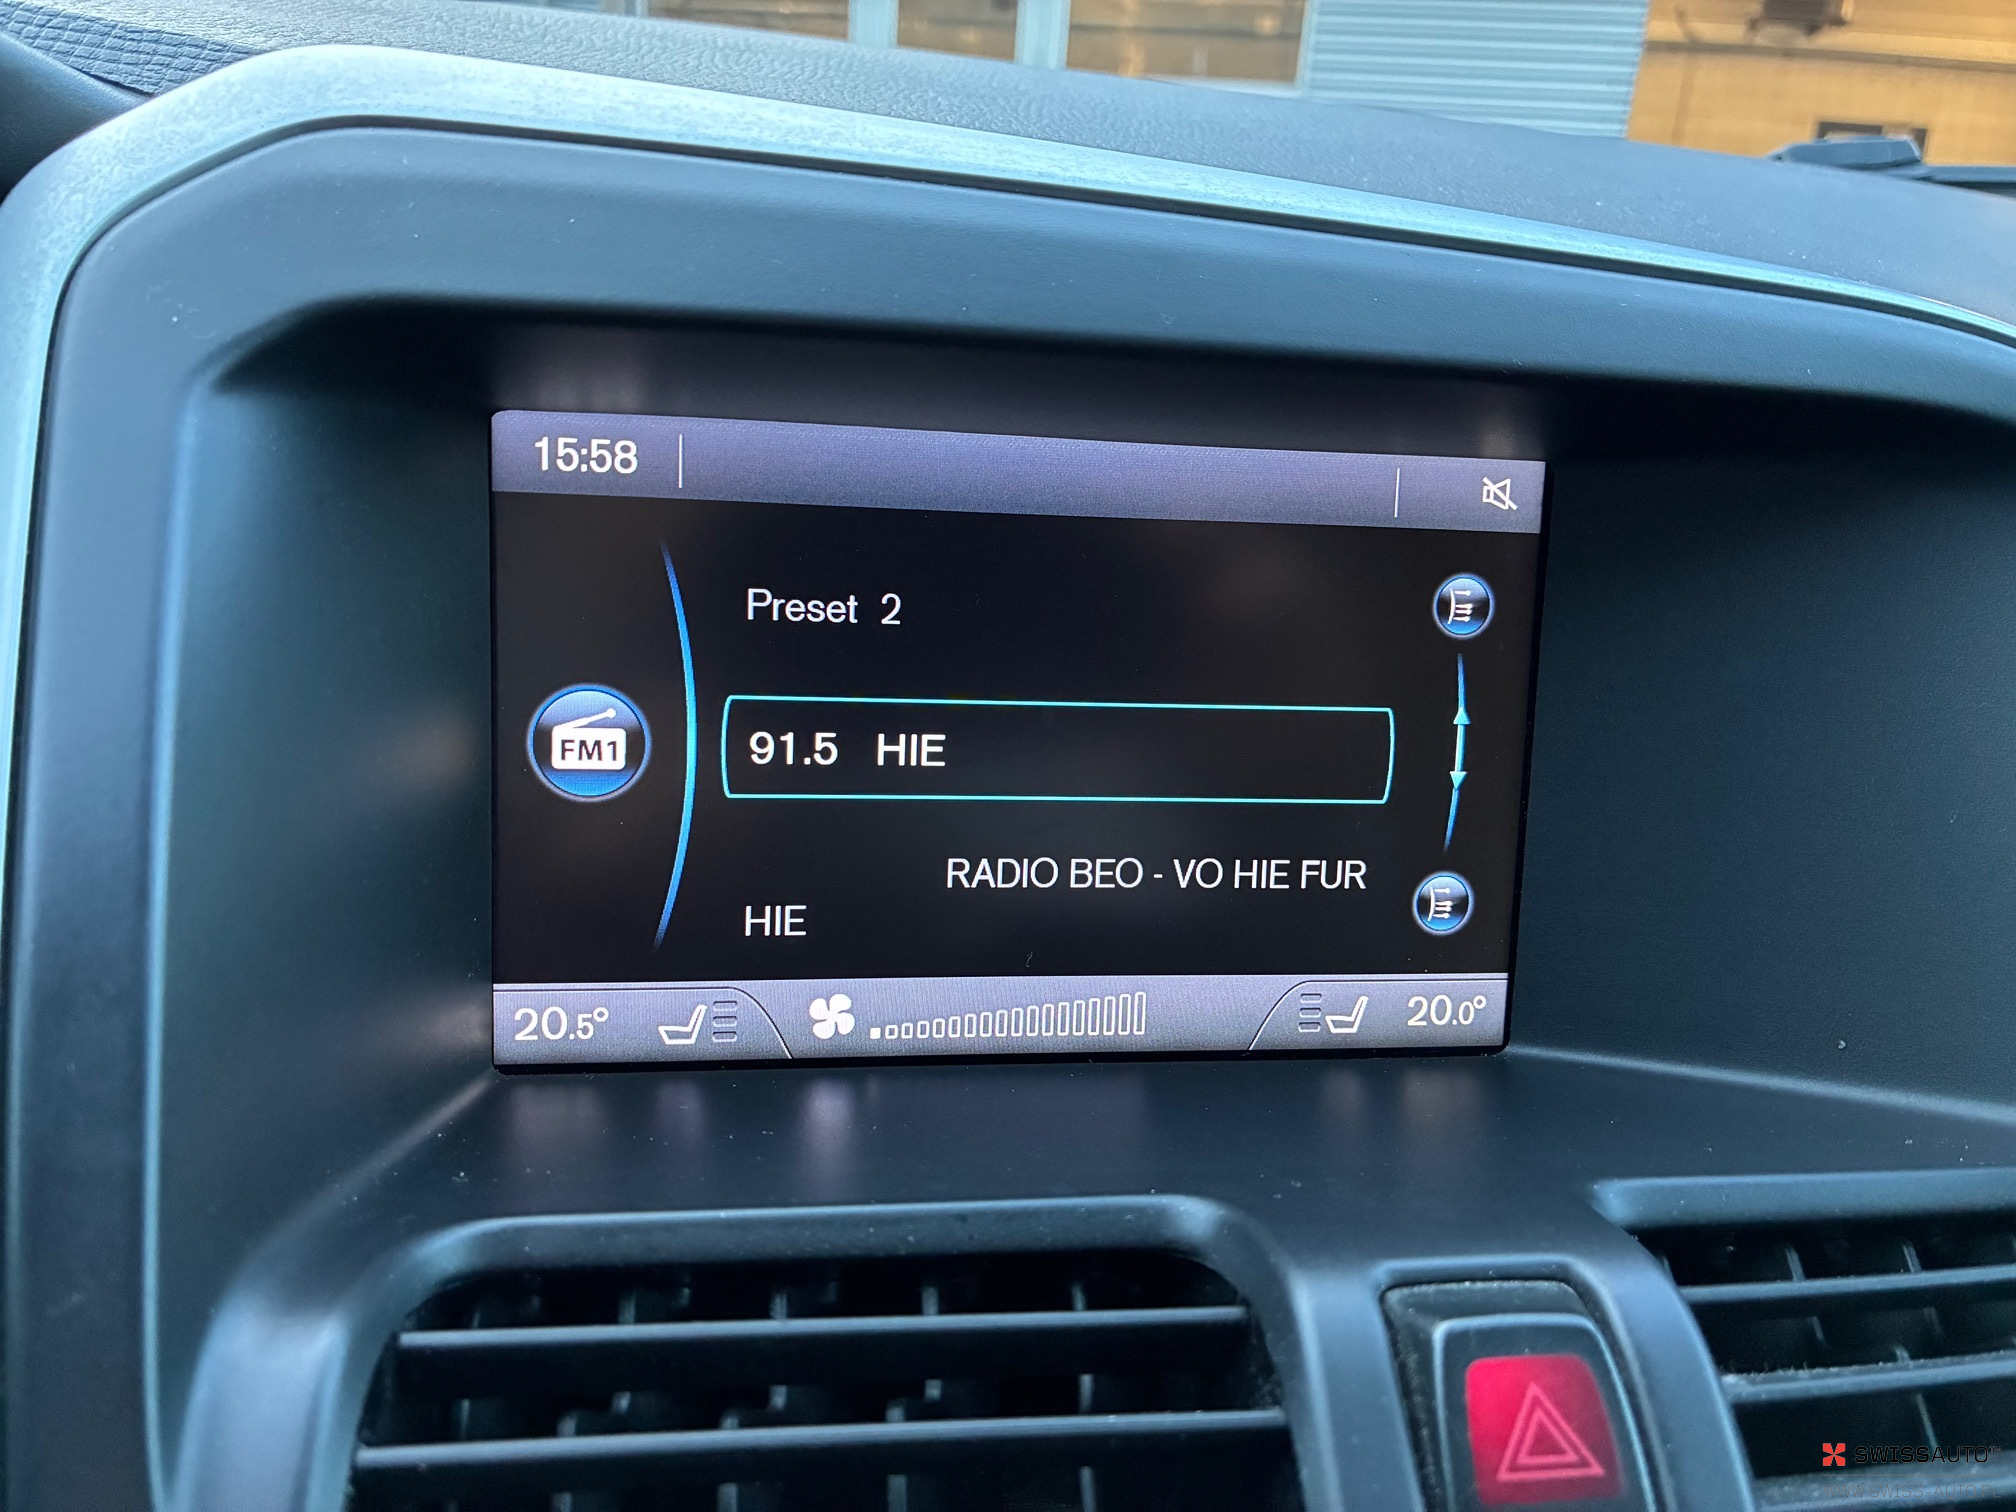 15:58
Preset 2
FM1
91.5 HIE
RADIO BEO - VO HIE FUR
HIE
20.5°
20.0°
SWISSAUTO